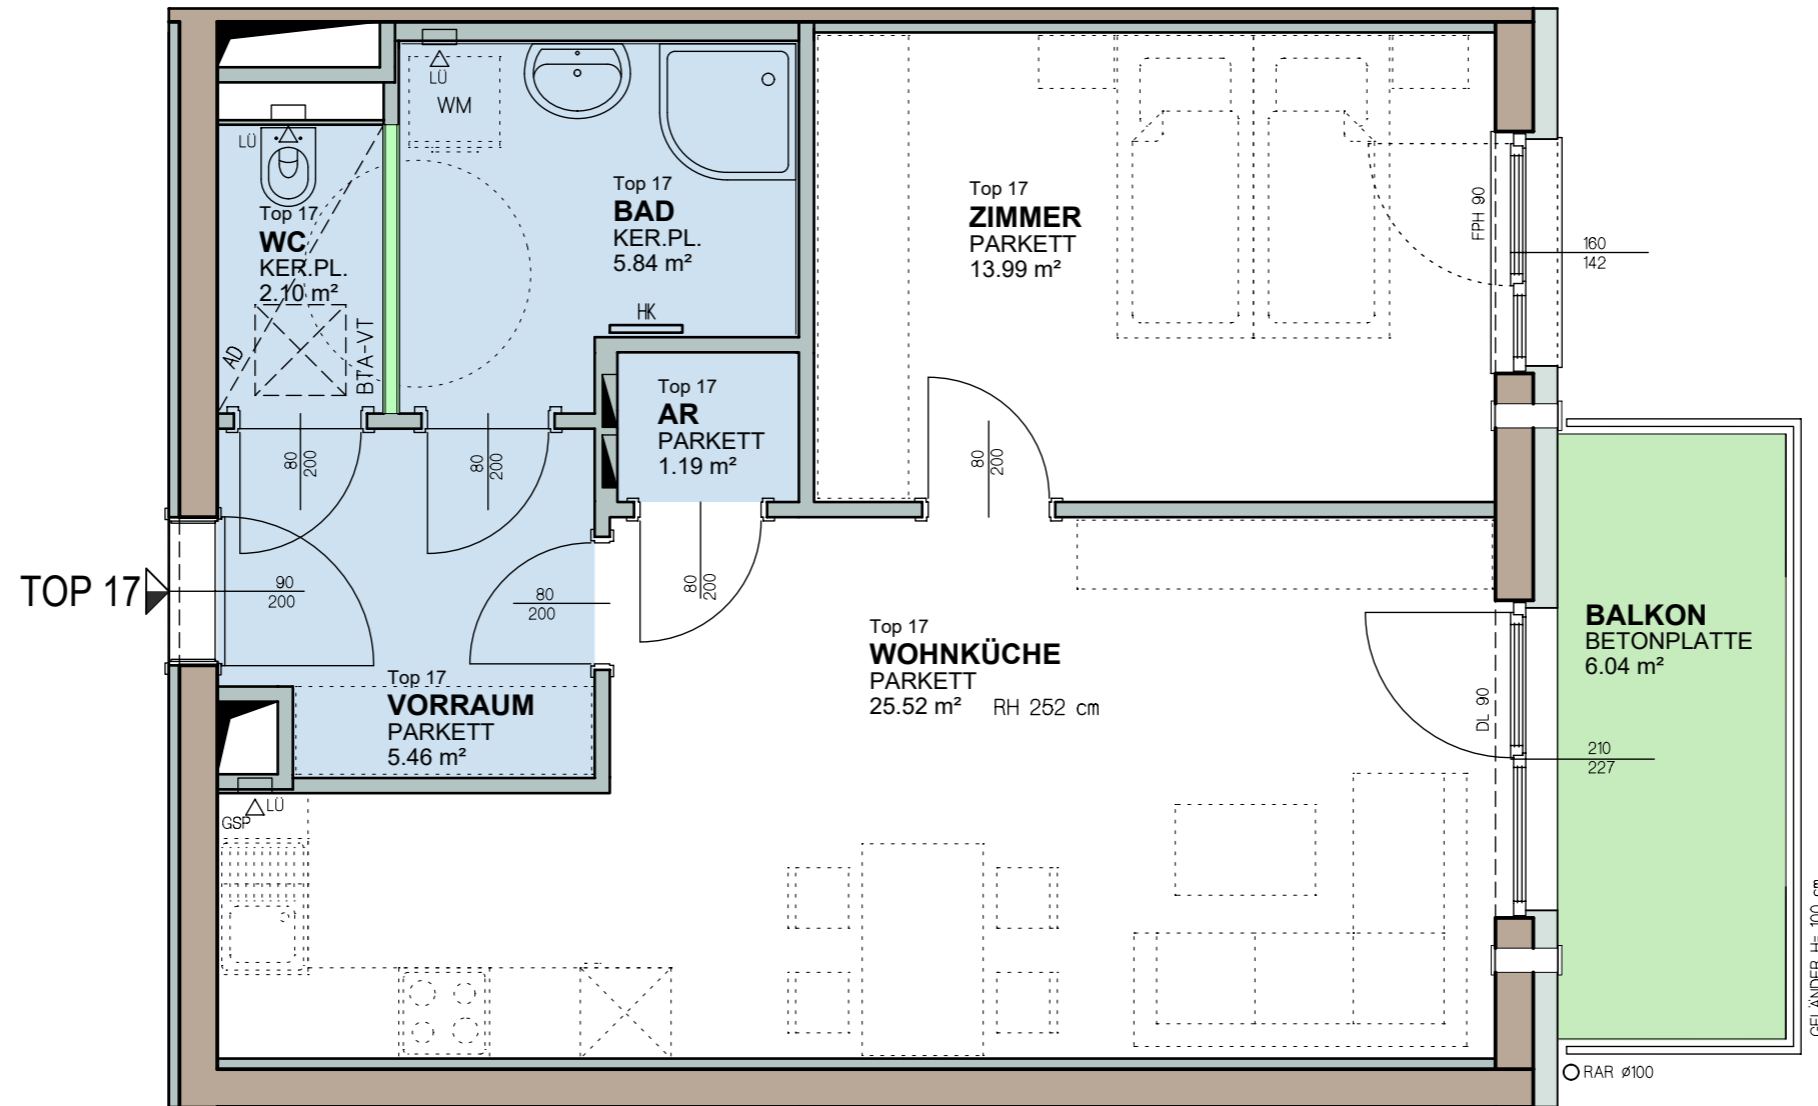 LÜ
WM
LÜ
Top 17
WC
KER.PL.
2.10 m²
AD
BTA-VT
Top 17
BAD
KER.PL.
5.84 m²
HK
Top 17
ZIMMER
PARKETT
13.99 m²
FPH 90
160
142
Top 17
AR
PARKETT
1.19 m²
80
200
80
200
80
200
80
200
TOP 17
90
200
80
200
Top 17
VORRAUM
PARKETT
5.46 m²
Top 17
WOHNKÜCHE
PARKETT
25.52 m² RH 252 cm
DL 90
BALKON
BETONPLATTE
6.04 m²
210
227
LÜ
GSP
GELÄNDER H= 100 cm
RAR ø100